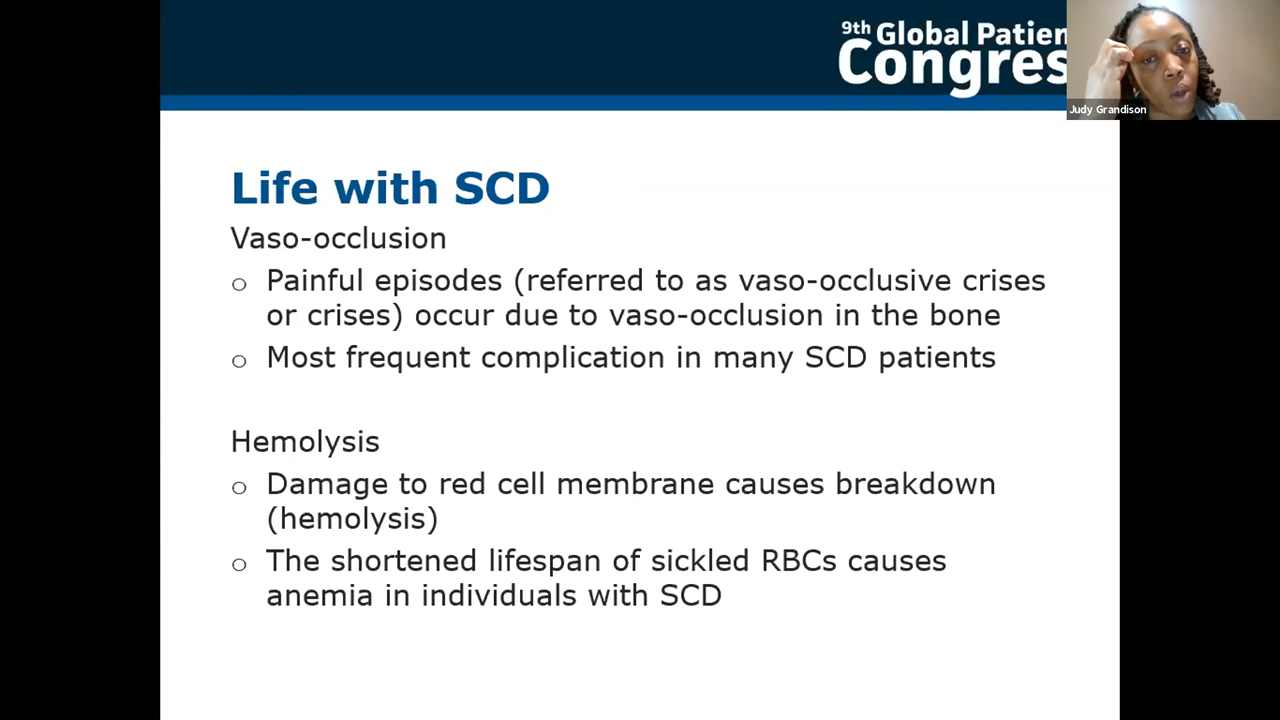 9th Global Patien
Congres
Judy Grandison
Life with SCD
Vaso-occlusion
o Painful episodes (referred to as vaso-occlusive crises
or crises) occur due to vaso-occlusion in the bone
o Most frequent complication in many SCD patients
Hemolysis
o Damage to red cell membrane causes breakdown
(hemolysis)
o The shortened lifespan of sickled RBCs causes
anemia in individuals with SCD